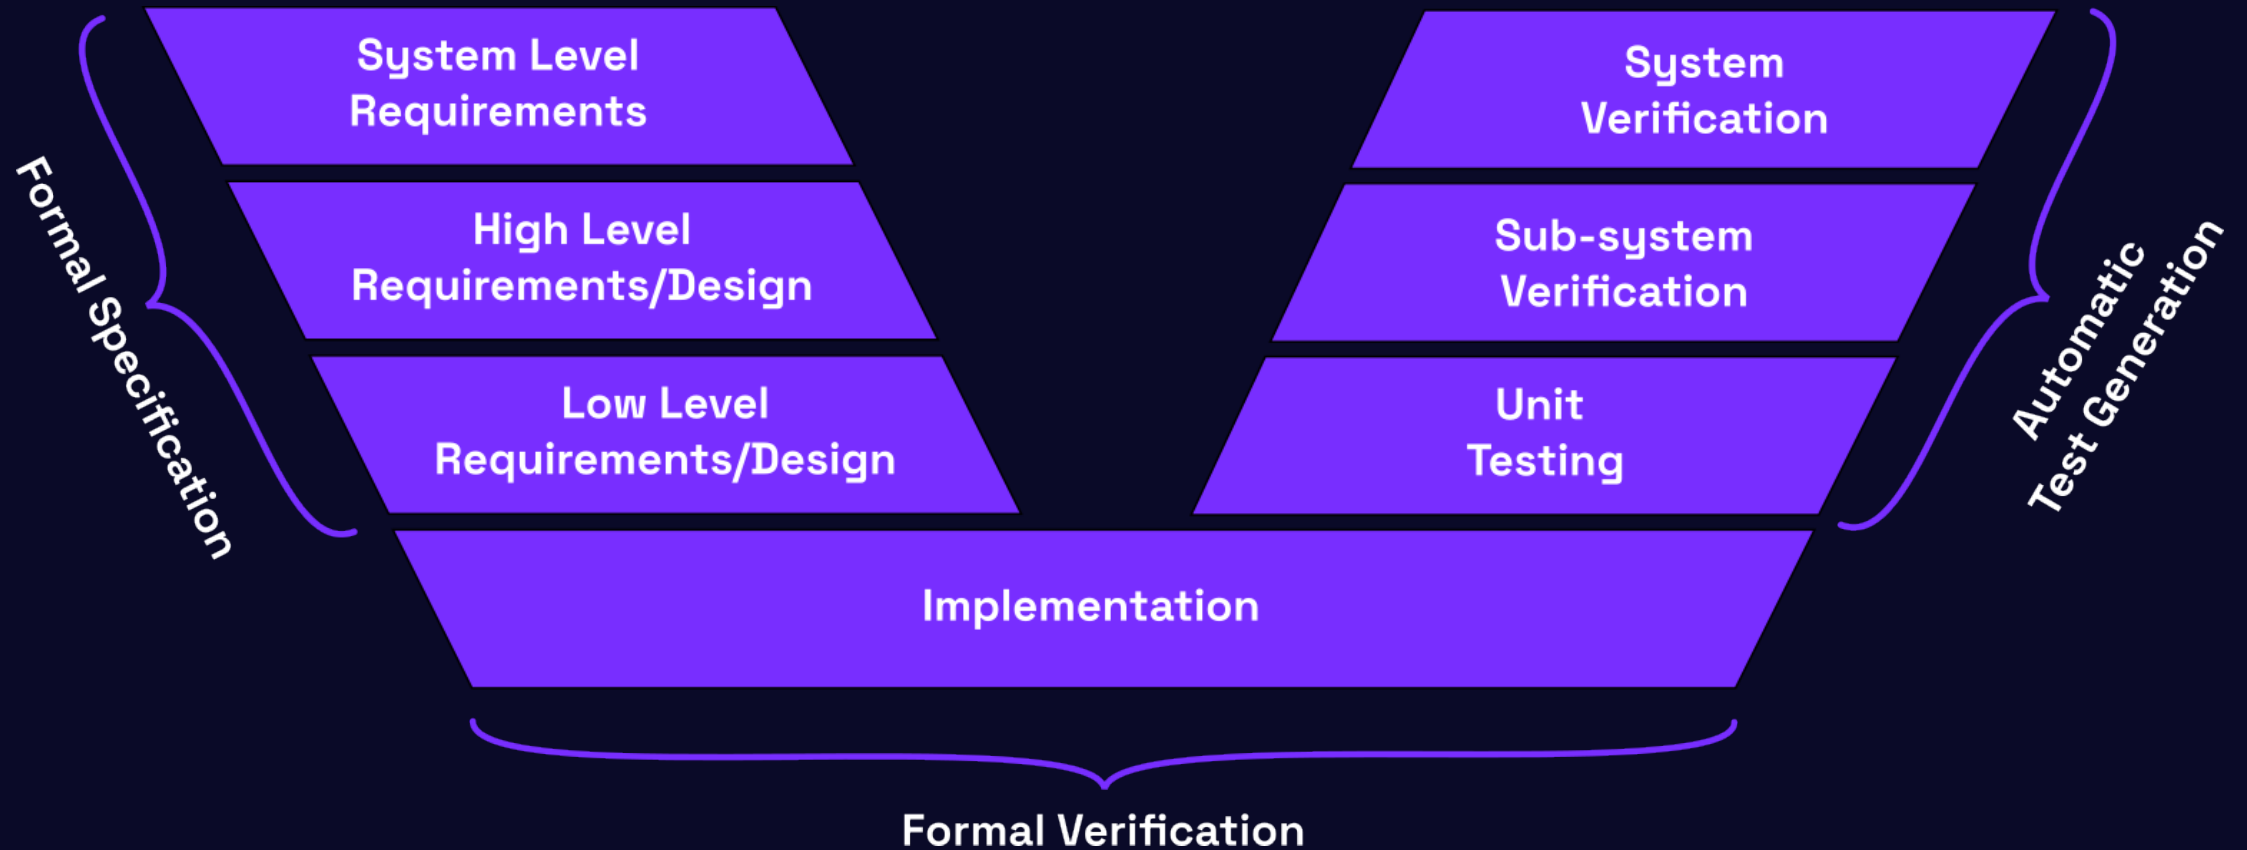 System Level
Requirements
System
Verification
High Level
Requirements/Design
Sub-system
Verification
Low Level
Requirements/Design
Unit
Testing
Implementation
Formal Specification
Automatic
Test Generation
Formal Verification